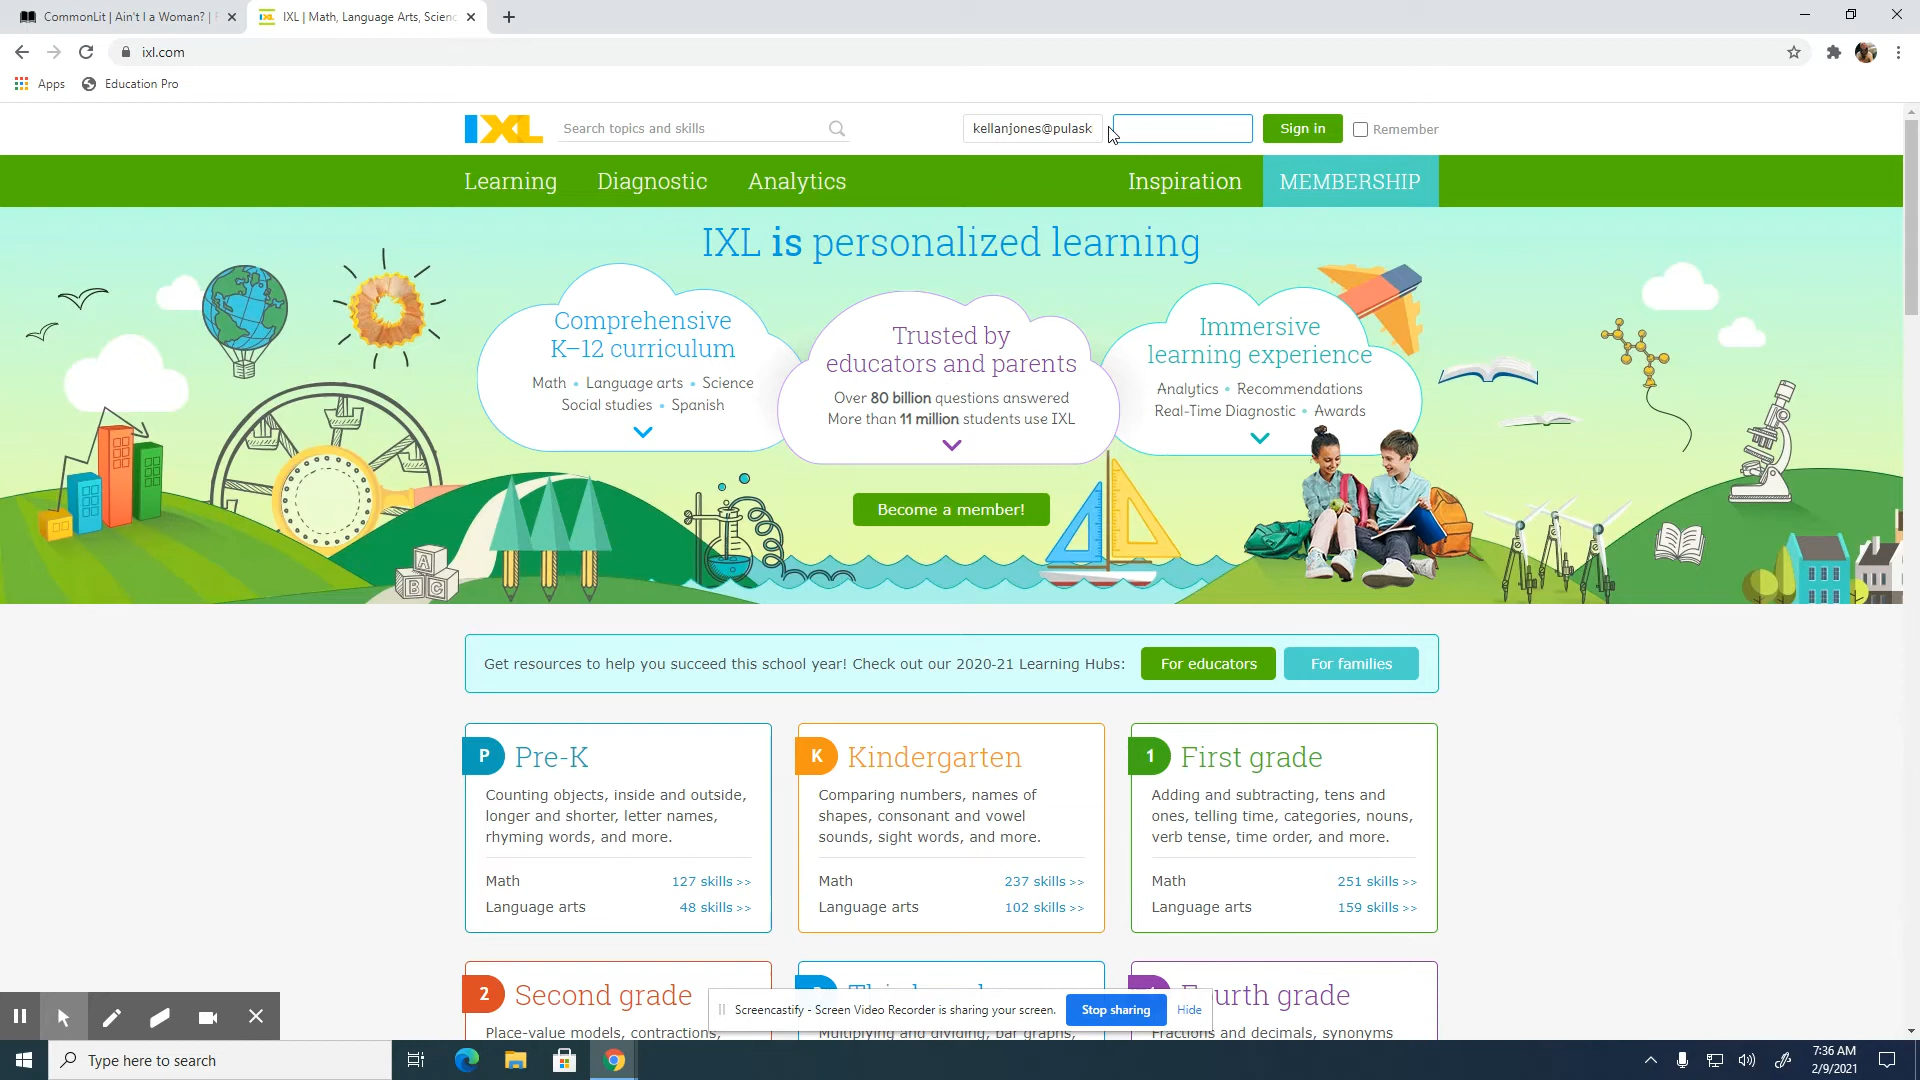 CommonLit | Ain't I a Woman? |
IXL | Math, Language Arts, Scienc
ixl.com
Apps
Education Pro
IXL
Search topics and skills
kellanjones@pulask
Sign in
Remember
Learning
Diagnostic
Analytics
Inspiration
MEMBERSHIP
IXL is personalized learning
Comprehensive
K–12 curriculum
Math • Language arts • Science
Social studies • Spanish
Trusted by
educators and parents
Over 80 billion questions answered
More than 11 million students use IXL
Immersive
learning experience
Analytics • Recommendations
Real-Time Diagnostic • Awards
Become a member!
A
B C
Get resources to help you succeed this school year! Check out our 2020-21 Learning Hubs:
For educators
For families
P Pre-K
Counting objects, inside and outside,
longer and shorter, letter names,
rhyming words, and more.
Math 127 skills >>
Language arts 48 skills >>
K Kindergarten
Comparing numbers, names of
shapes, consonant and vowel
sounds, sight words, and more.
Math 237 skills >>
Language arts 102 skills >>
1 First grade
Adding and subtracting, tens and
ones, telling time, categories, nouns,
verb tense, time order, and more.
Math 251 skills >>
Language arts 159 skills >>
2 Second grade
Place-value models, contractions,
Multiplying and dividing, bar graphs,
urth grade
Fractions and decimals, synonyms
Screencastify - Screen Video Recorder is sharing your screen.
Stop sharing
Hide
Type here to search
7:36 AM
2/9/2021